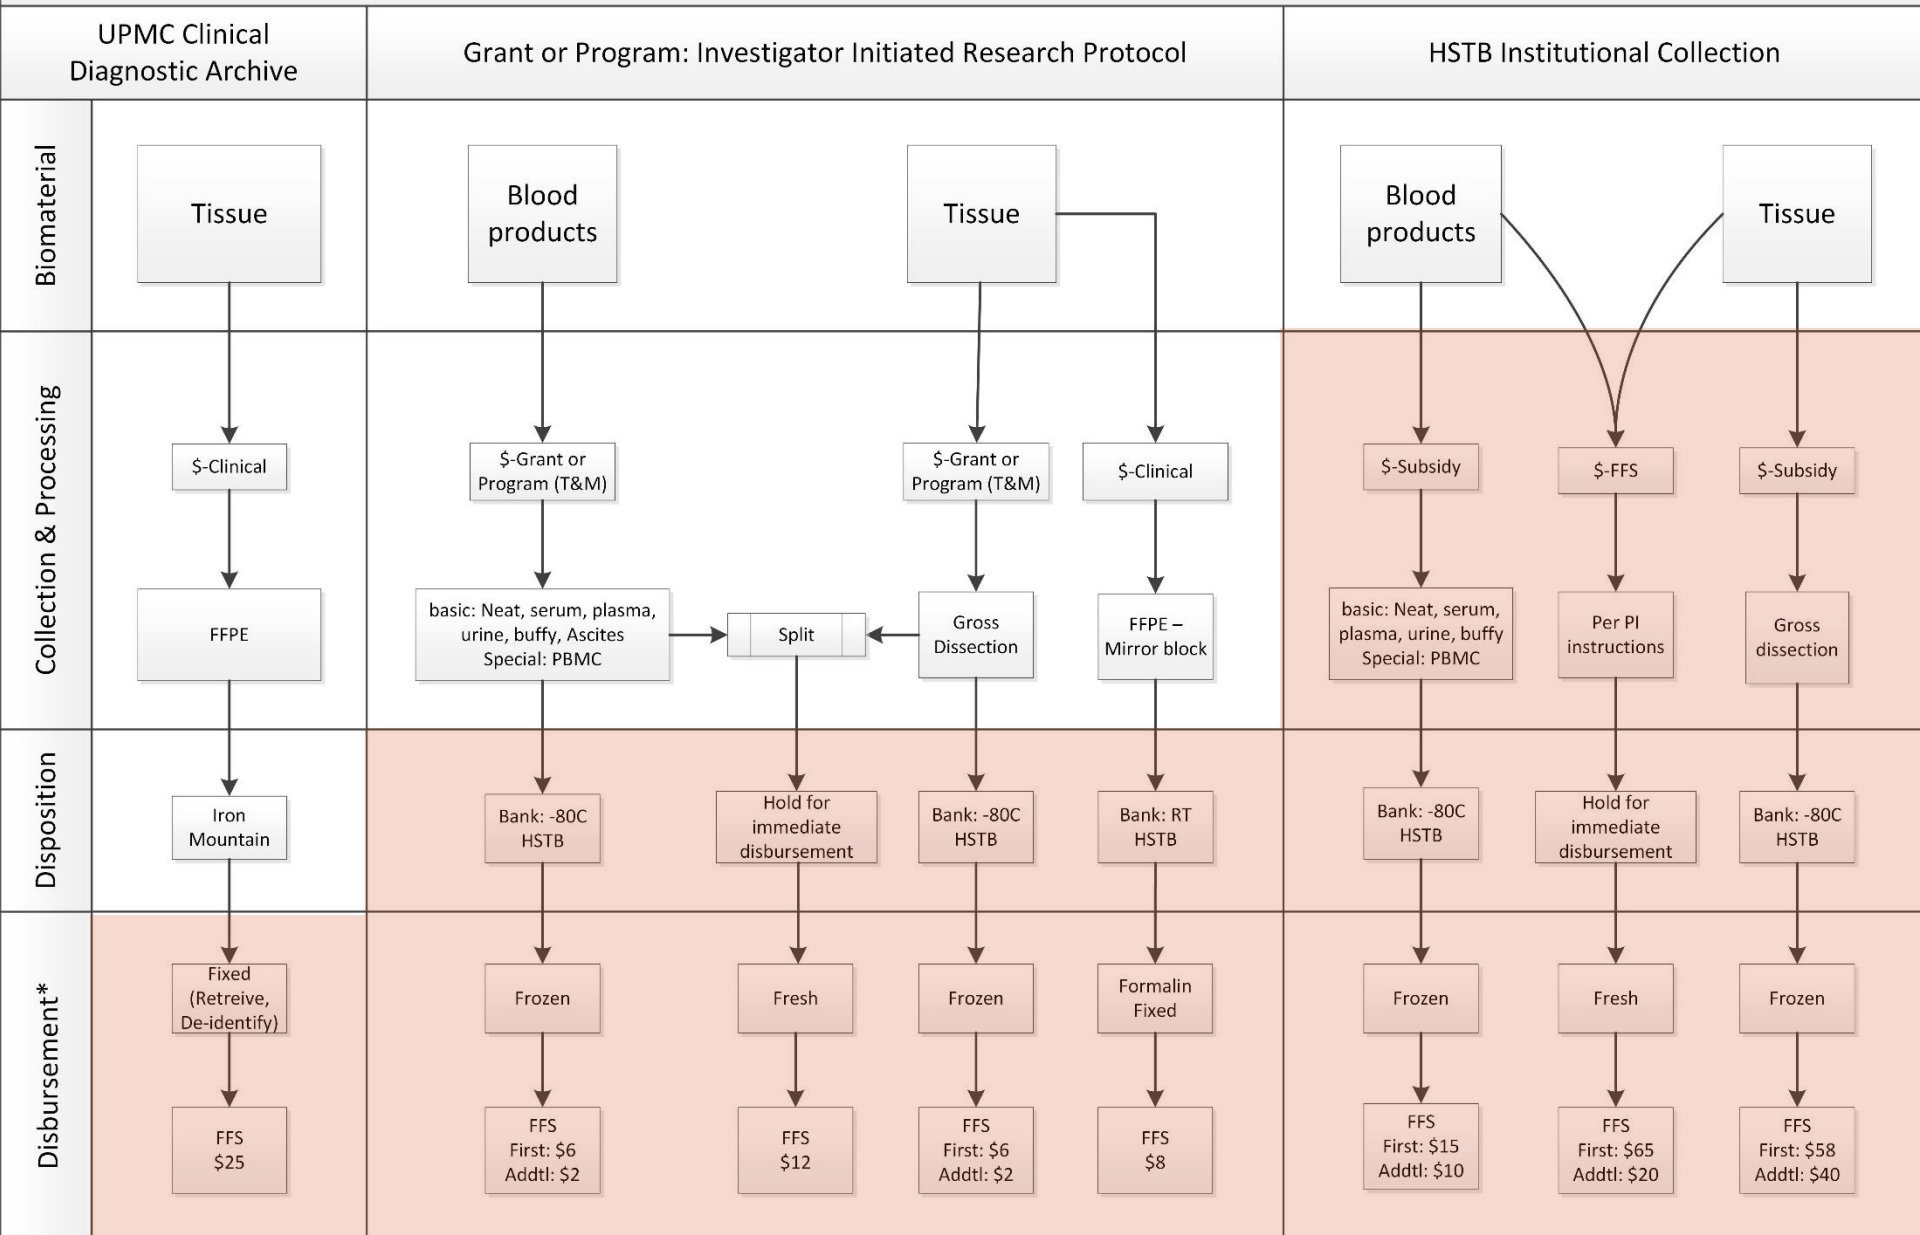 UPMC Clinical
Diagnostic Archive
Grant or Program: Investigator Initiated Research Protocol
HSTB Institutional Collection
Biomaterial
Tissue
Blood
products
Tissue
Blood
products
Tissue
Collection & Processing
$-Clinical
$-Grant or
Program (T&M)
$-Grant or
Program (T&M)
$-Clinical
$-Subsidy
$-FFS
$-Subsidy
FFPE
basic: Neat, serum, plasma,
urine, buffy, Ascites
Special: PBMC
Split
Gross
Dissection
FFPE –
Mirror block
basic: Neat, serum,
plasma, urine, buffy
Special: PBMC
Per PI
instructions
Gross
dissection
Disposition
Iron
Mountain
Bank: -80C
HSTB
Hold for
immediate
disbursement
Bank: -80C
HSTB
Bank: RT
HSTB
Bank: -80C
HSTB
Hold for
immediate
disbursement
Bank: -80C
HSTB
Disbursement*
Fixed
(Retreive,
De-identify)
Frozen
Fresh
Frozen
Formalin
Fixed
Frozen
Fresh
Frozen
FFS
$25
FFS
First: $6
Addtl: $2
FFS
$12
FFS
First: $6
Addtl: $2
FFS
$8
FFS
First: $15
Addtl: $10
FFS
First: $65
Addtl: $20
FFS
First: $58
Addtl: $40